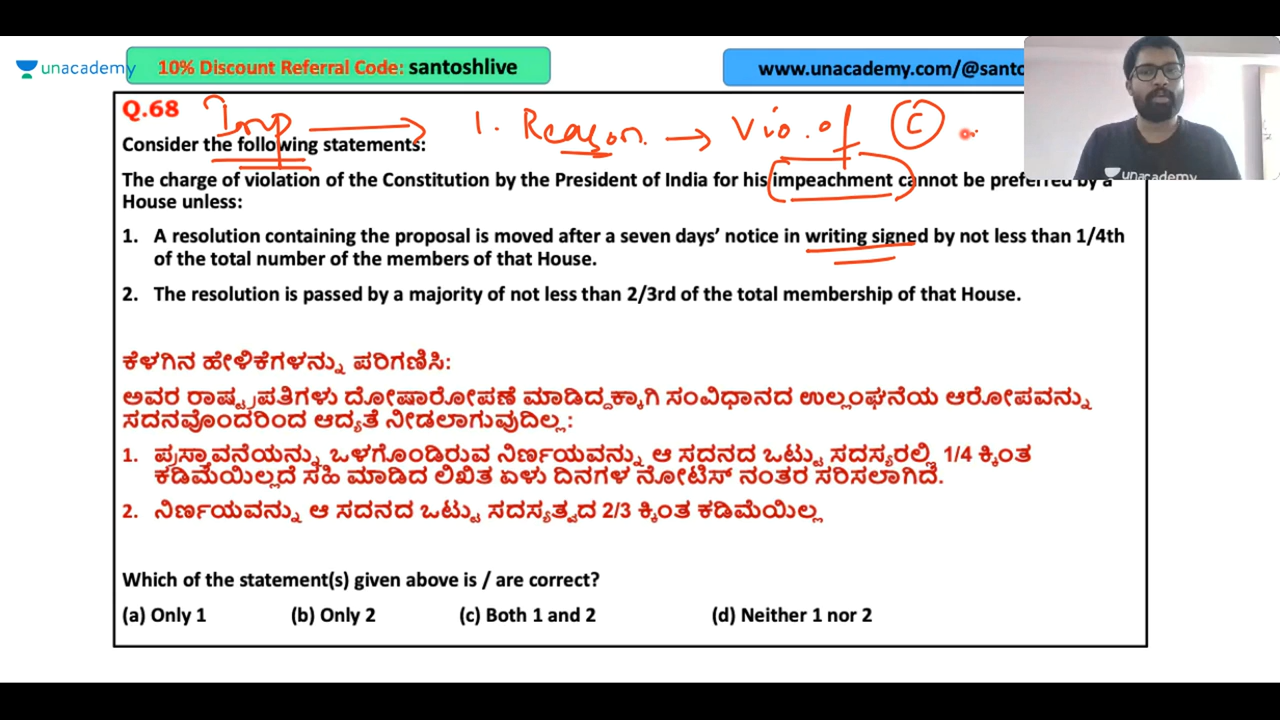 unacademy
10% Discount Referral Code: santoshlive
www.unacademy.com/@santo
Q.68
Imp → 1. Reason. → Vio. of C
Consider the following statements:
The charge of violation of the Constitution by the President of India for his impeachment cannot be preferred by a
House unless:
1. A resolution containing the proposal is moved after a seven days' notice in writing signed by not less than 1/4th
of the total number of the members of that House.
2. The resolution is passed by a majority of not less than 2/3rd of the total membership of that House.
ಕೆಳಗಿನ ಹೇಳಿಕೆಗಳನ್ನು ಪರಿಗಣಿಸಿ:
ಅವರ ರಾಷ್ಟ್ರಪತಿಗಳು ದೋಷಾರೋಪಣೆ ಮಾಡಿದ್ದಕ್ಕಾಗಿ ಸಂವಿಧಾನದ ಉಲ್ಲಂಘನೆಯ ಆರೋಪವನ್ನು
ಸದನವೊಂದರಿಂದ ಆದ್ಯತೆ ನೀಡಲಾಗುವುದಿಲ್ಲ:
1. ಪ್ರಸ್ತಾವನೆಯನ್ನು ಒಳಗೊಂಡಿರುವ ನಿರ್ಣಯವನ್ನು ಆ ಸದನದ ಒಟ್ಟು ಸದಸ್ಯರಲ್ಲಿ 1/4 ಕ್ಕಿಂತ
ಕಡಿಮೆಯಿಲ್ಲದೆ ಸಹಿ ಮಾಡಿದ ಲಿಖಿತ ಏಳು ದಿನಗಳ ನೋಟಿಸ್ ನಂತರ ಸರಿಸಲಾಗಿದೆ.
2. ನಿರ್ಣಯವನ್ನು ಆ ಸದನದ ಒಟ್ಟು ಸದಸ್ಯತ್ವದ 2/3 ಕ್ಕಿಂತ ಕಡಿಮೆಯಿಲ್ಲ
Which of the statement(s) given above is / are correct?
(a) Only 1 (b) Only 2 (c) Both 1 and 2 (d) Neither 1 nor 2
unacademy